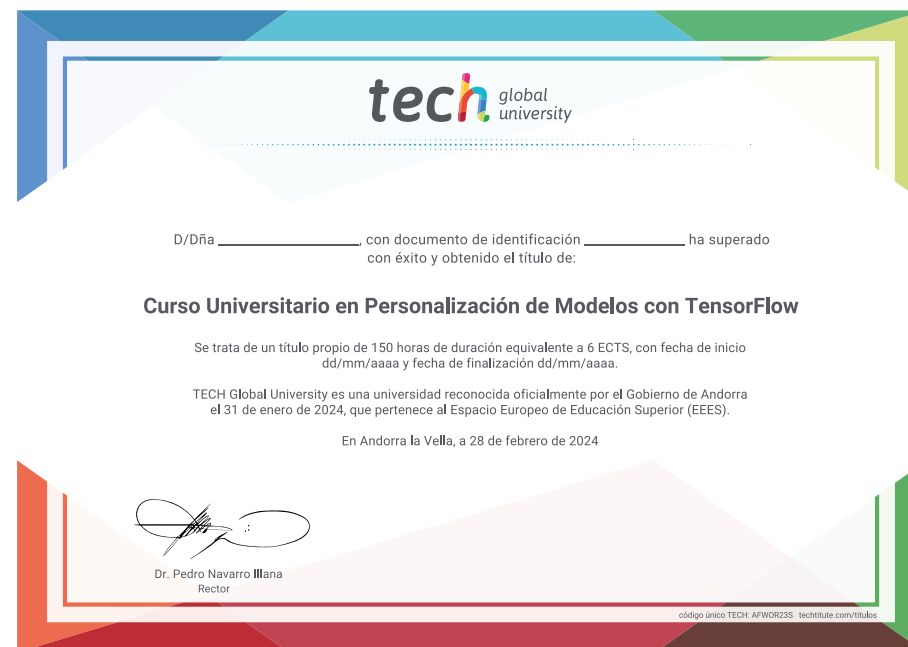 tech global university
D/Dña ________________, con documento de identificación ____________ ha superado
con éxito y obtenido el título de:
Curso Universitario en Personalización de Modelos con TensorFlow
Se trata de un título propio de 150 horas de duración equivalente a 6 ECTS, con fecha de inicio
dd/mm/aaaa y fecha de finalización dd/mm/aaaa.
TECH Global University es una universidad reconocida oficialmente por el Gobierno de Andorra
el 31 de enero de 2024, que pertenece al Espacio Europeo de Educación Superior (EEES).
En Andorra la Vella, a 28 de febrero de 2024
Dr. Pedro Navarro Illana
Rector
código único TECH: AFWOR23S techtitute.com/titulos